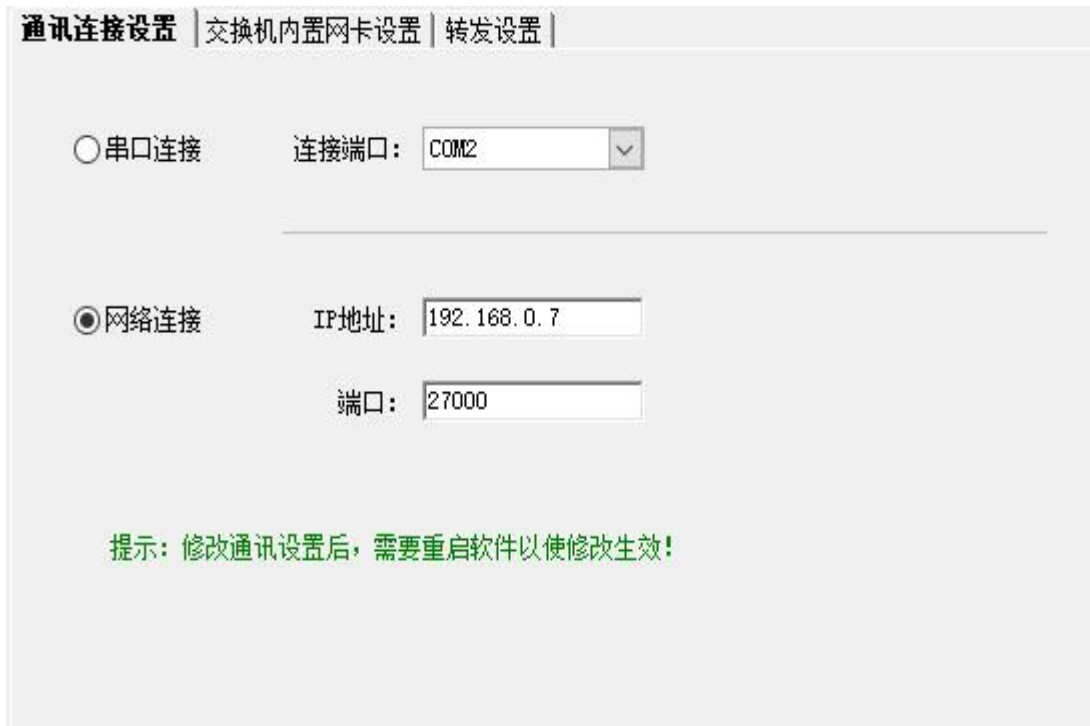 通讯连接设置 交换机内置网卡设置 转发设置
串口连接 连接端口： COM2
网络连接 IP地址： 192.168.0.7
端口： 27000
提示：修改通讯设置后，需要重启软件以使修改生效！